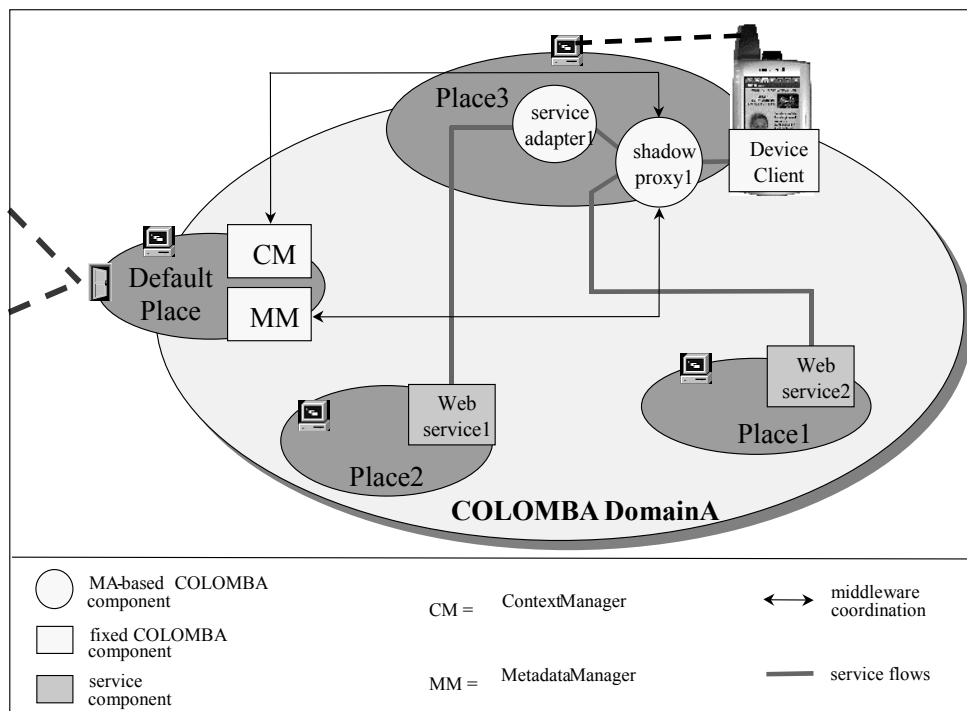 Place3
service
adapter1
shadow
proxy1
Device
Client
CM
Default
Place
MM
Web
service1
Place2
Web
service2
Place1
COLOMBA DomainA
MA-based COLOMBA
component
fixed COLOMBA
component
service
component
CM = ContextManager
MM = MetadataManager
middleware
coordination
service flows